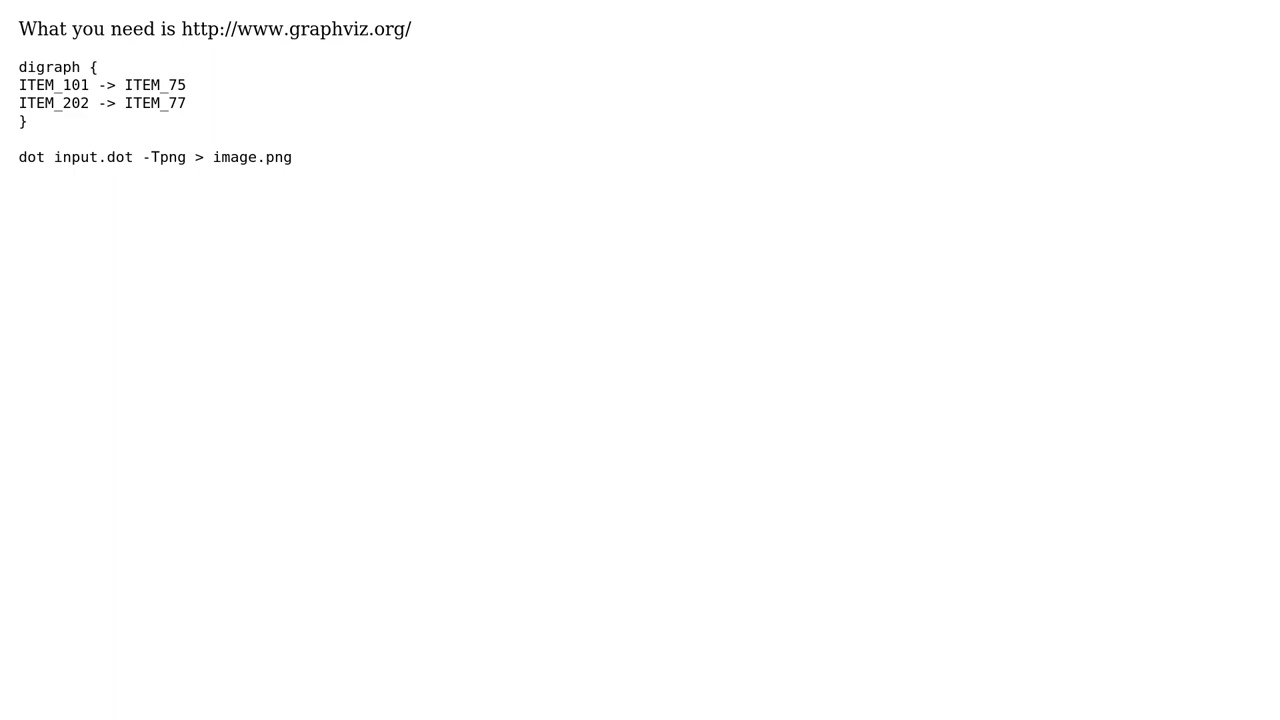 What you need is http://www.graphviz.org/
digraph {
ITEM_101 -> ITEM_75
ITEM_202 -> ITEM_77
}
dot input.dot -Tpng > image.png